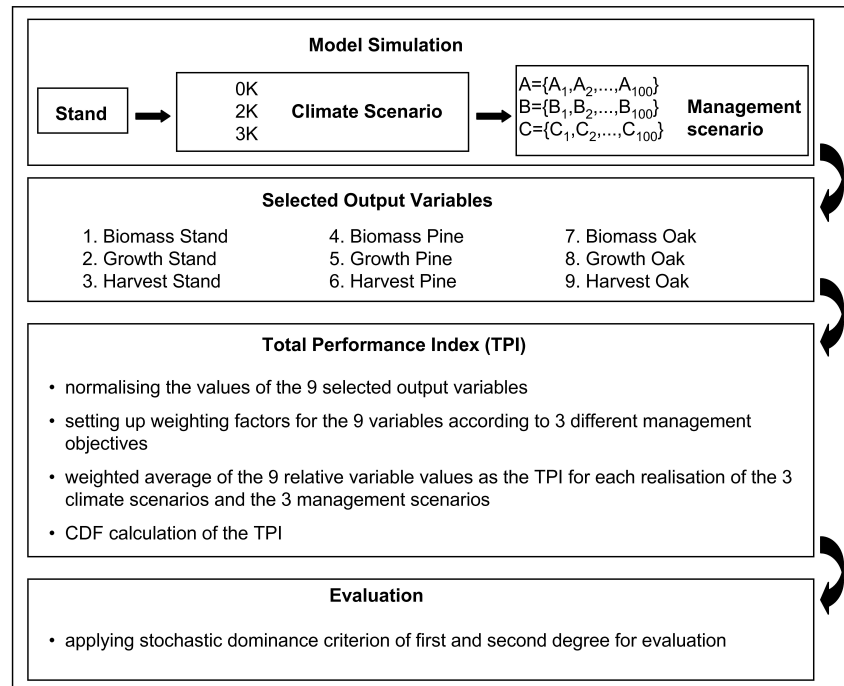 Model Simulation
Stand
0K
2K
3K
Climate Scenario
A={A1,A2,...,A100}
B={B1,B2,...,B100}
C={C1,C2,...,C100}
Management
scenario
Selected Output Variables
1. Biomass Stand
2. Growth Stand
3. Harvest Stand
4. Biomass Pine
5. Growth Pine
6. Harvest Pine
7. Biomass Oak
8. Growth Oak
9. Harvest Oak
Total Performance Index (TPI)
• normalising the values of the 9 selected output variables
• setting up weighting factors for the 9 variables according to 3 different management
objectives
• weighted average of the 9 relative variable values as the TPI for each realisation of the 3
climate scenarios and the 3 management scenarios
• CDF calculation of the TPI
Evaluation
• applying stochastic dominance criterion of first and second degree for evaluation